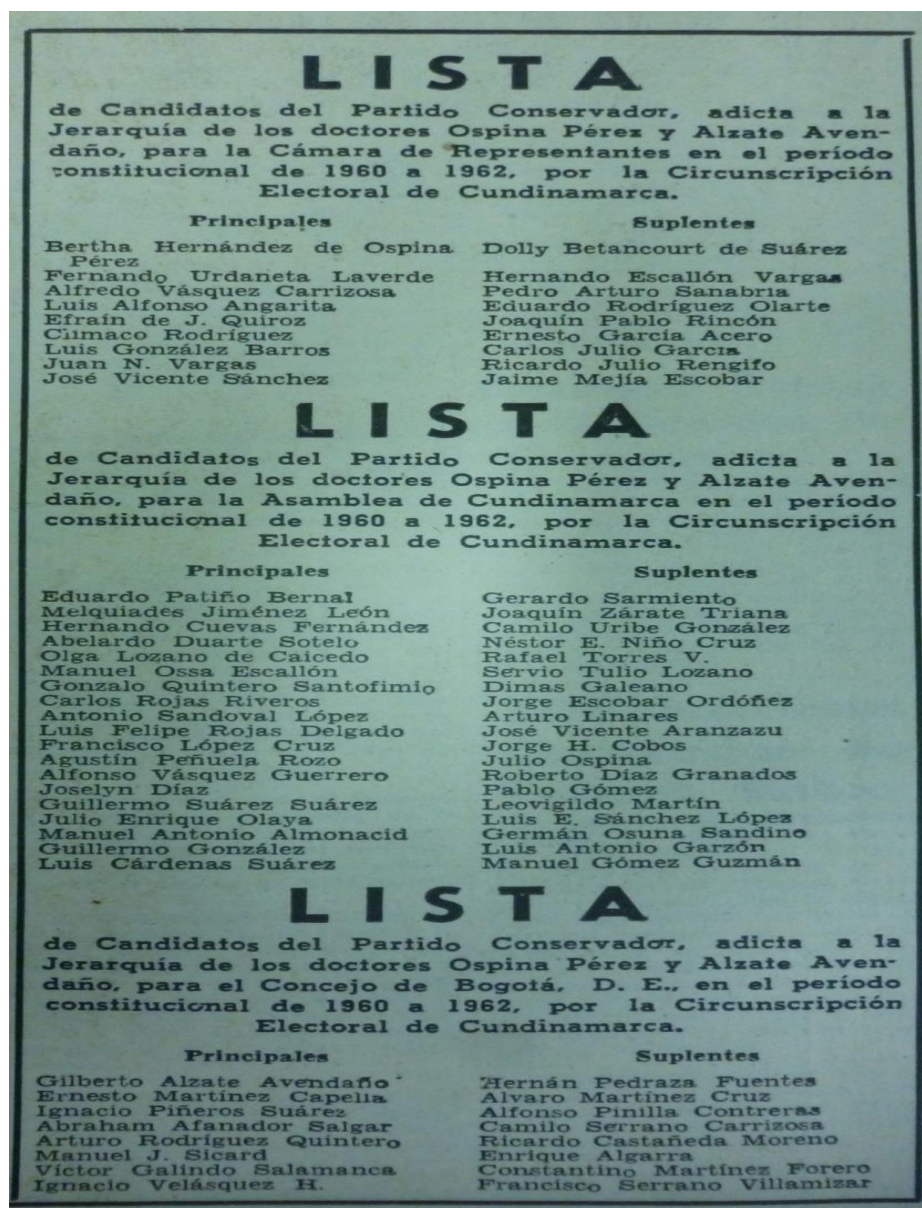 LISTA
de Candidatos del Partido Conservador, adicta a la
Jerarquía de los doctores Ospina Pérez y Alzate Aven-
daño, para la Cámara de Representantes en el período
constitucional de 1960 a 1962, por la Circunscripción
Electoral de Cundinamarca.
Principales
Bertha Hernández de Ospina
Pérez
Fernando Urdaneta Laverde
Alfredo Vásquez Carrizosa
Luis Alfonso Angarita
Efraín de J. Quiroz
Climaco Rodríguez
Luis González Barros
Juan N. Vargas
José Vicente Sánchez
Suplentes
Dolly Betancourt de Suárez
Hernando Escallón Vargas
Pedro Arturo Sanabria
Eduardo Rodríguez Olarte
Joaquín Pablo Rincón
Ernesto García Acero
Carlos Julio García
Ricardo Julio Rengifo
Jaime Mejía Escobar
LISTA
de Candidatos del Partido Conservador, adicta a la
Jerarquía de los doctores Ospina Pérez y Alzate Aven-
daño, para la Asamblea de Cundinamarca en el período
constitucional de 1960 a 1962, por la Circunscripción
Electoral de Cundinamarca.
Principales
Eduardo Patiño Bernal
Melquiades Jiménez León
Hernando Cuevas Fernández
Abelardo Duarte Sotelo
Olga Lozano de Caicedo
Manuel Ossa Escallón
Gonzalo Quintero Santofimio
Carlos Rojas Riveros
Antonio Sandoval López
Luis Felipe Rojas Delgado
Francisco López Cruz
Agustín Peñuela Rozo
Alfonso Vásquez Guerrero
Joselyn Díaz
Guillermo Suárez Suárez
Julio Enrique Olaya
Manuel Antonio Almonacid
Guillermo González
Luis Cárdenas Suárez
Suplentes
Gerardo Sarmiento
Joaquín Zárate Triana
Camilo Uribe González
Néstor E. Niño Cruz
Rafael Torres V.
Servio Tulio Lozano
Dimas Galeano
Jorge Escobar Ordóñez
Arturo Linares
José Vicente Aranzazu
Jorge H. Cobos
Julio Ospina
Roberto Díaz Granados
Pablo Gómez
Leovigildo Martín
Luis E. Sánchez López
Germán Osuna Sandino
Luis Antonio Garzón
Manuel Gómez Guzmán
LISTA
de Candidatos del Partido Conservador, adicta a la
Jerarquía de los doctores Ospina Pérez y Alzate Aven-
daño, para el Concejo de Bogotá, D. E., en el período
constitucional de 1960 a 1962, por la Circunscripción
Electoral de Cundinamarca.
Principales
Gilberto Alzate Avendaño
Ernesto Martínez Capella
Ignacio Piñeros Suárez
Abraham Afanador Salgar
Arturo Rodríguez Quintero
Manuel J. Sicard
Víctor Galindo Salamanca
Ignacio Velásquez H.
Suplentes
Hernán Pedraza Fuentes
Alvaro Martínez Cruz
Alfonso Pinilla Contreras
Camilo Serrano Carrizosa
Ricardo Castañeda Moreno
Enrique Algarra
Constantino Martínez Forero
Francisco Serrano Villamizar